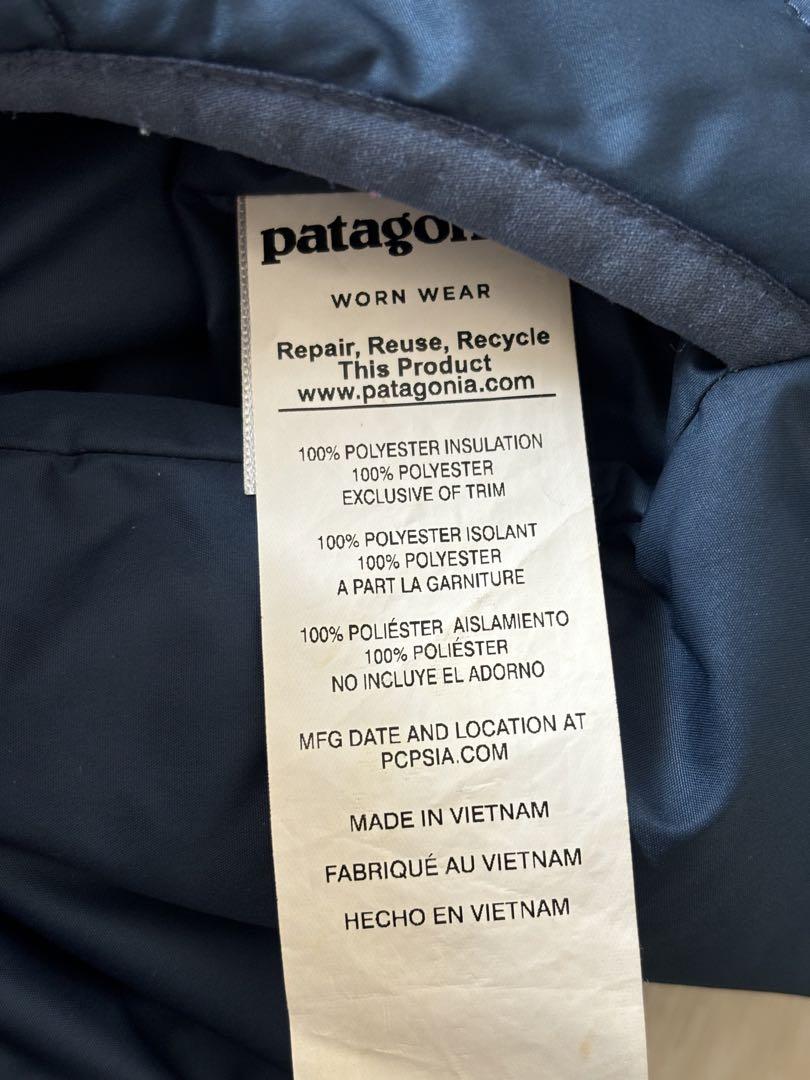 WORN WEAR
Repair, Reuse, Recycle
This Product
www.patagonia.com
100% POLYESTER INSULATION
100% POLYESTER
EXCLUSIVE OF TRIM
100% POLYESTER ISOLANT
100% POLYESTER
A PART LA GARNITURE
100% POLIÉSTER AISLAMIENTO
100% POLIÉSTER
NO INCLUYE EL ADORNO
MFG DATE AND LOCATION AT
PCPSIA.COM
MADE IN VIETNAM
FABRIQUÉ AU VIETNAM
HECHO EN VIETNAM